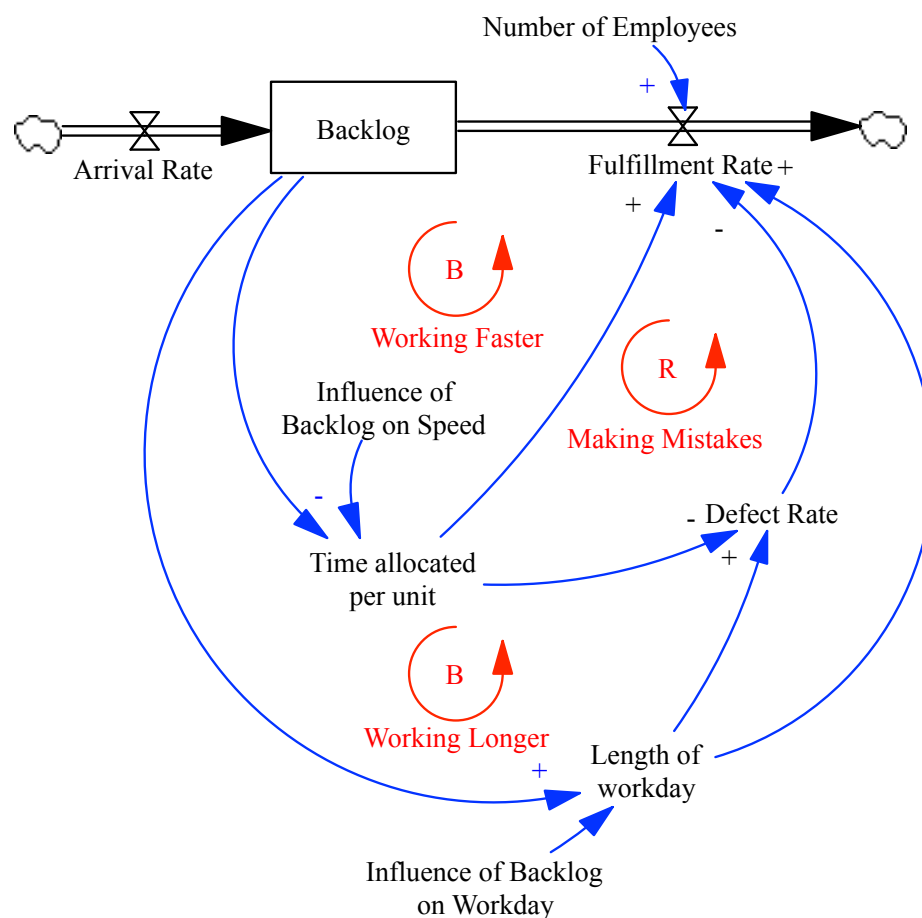 Number of Employees
+
Backlog
Arrival Rate
Fulfillment Rate +
+
-
B
Working Faster
R
Making Mistakes
Influence of
Backlog on Speed
-
- Defect Rate
+
Time allocated
per unit
B
Working Longer
+
Length of
workday
Influence of Backlog
on Workday